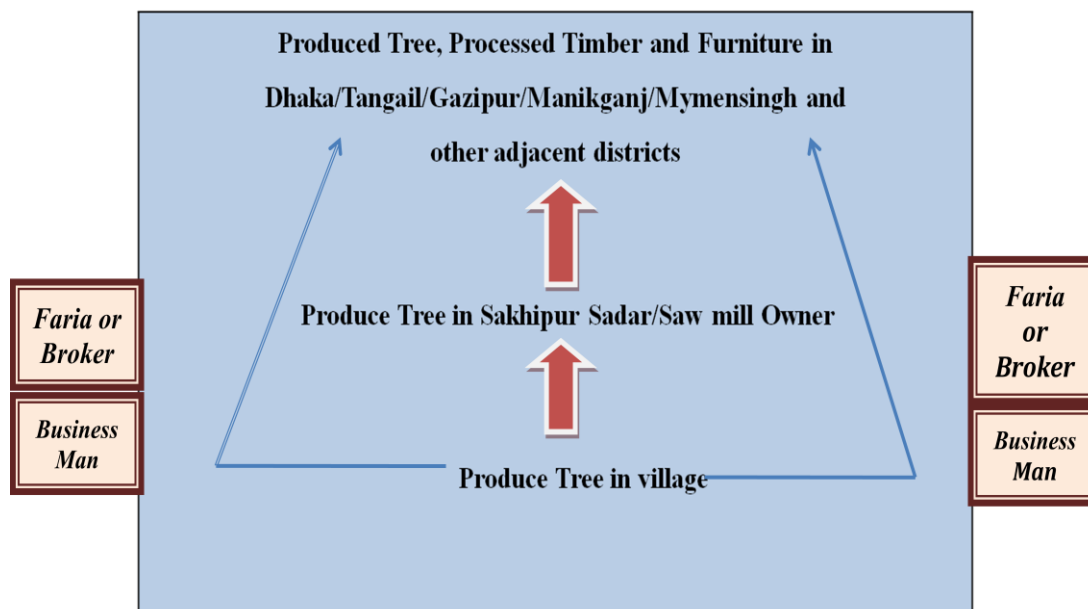 Produced Tree, Processed Timber and Furniture in
Dhaka/Tangail/Gazipur/Manikganj/Mymensingh and
other adjacent districts
Produce Tree in Sakhipur Sadar/Saw mill Owner
Produce Tree in village
Faria or
Broker
Business
Man
Faria
or
Broker
Business
Man